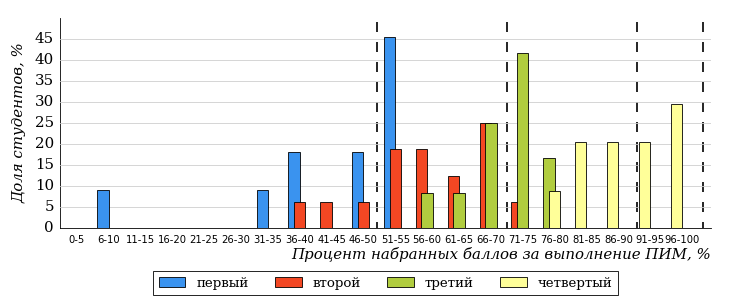 Доля студентов, %
45
40
35
30
25
20
15
10
5
0
0-5 6-10 11-15 16-20 21-25 26-30 31-35 36-40 41-45 46-50 51-55 56-60 61-65 66-70 71-75 76-80 81-85 86-90 91-95 96-100
Процент набранных баллов за выполнение ПИМ, %
первый второй третий четвертый